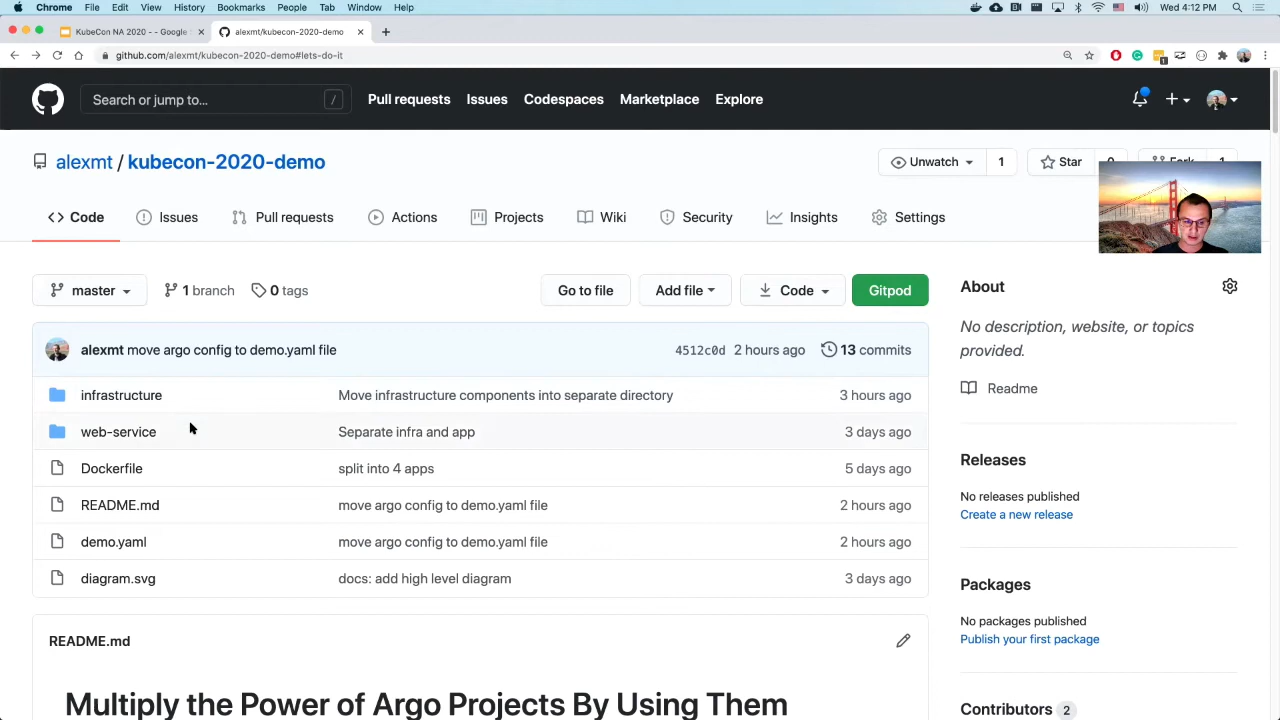 Chrome File Edit View History Bookmarks People Tab Window Help Wed 4:12 PM
KubeCon NA 2020 - - Google
alexmt/kubecon-2020-demo
github.com/alexmt/kubecon-2020-demo#lets-do-it
Search or jump to… /
Pull requests Issues Codespaces Marketplace Explore
alexmt / kubecon-2020-demo
Unwatch 1 Star 0 Fork 1
Code Issues Pull requests Actions Projects Wiki Security Insights Settings
master 1 branch 0 tags Go to file Add file Code Gitpod
alexmt move argo config to demo.yaml file 4512c0d 2 hours ago 13 commits
infrastructure Move infrastructure components into separate directory 3 hours ago
web-service Separate infra and app 3 days ago
Dockerfile split into 4 apps 5 days ago
README.md move argo config to demo.yaml file 2 hours ago
demo.yaml move argo config to demo.yaml file 2 hours ago
diagram.svg docs: add high level diagram 3 days ago
README.md
Multiply the Power of Argo Projects By Using Them
About
No description, website, or topics
provided.
Readme
Releases
No releases published
Create a new release
Packages
No packages published
Publish your first package
Contributors 2